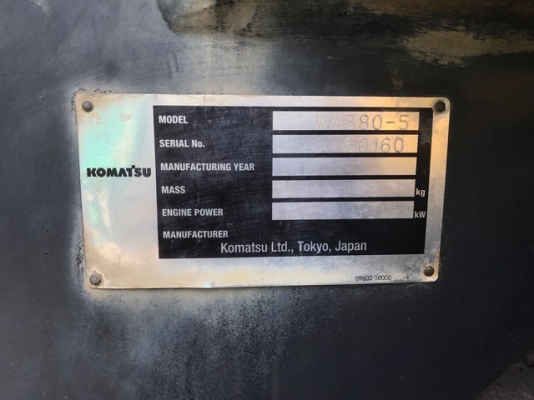 MODEL WA380-5
SERIAL No. 60160
KOMATSU
MANUFACTURING YEAR
MASS kg
ENGINE POWER kW
MANUFACTURER
Komatsu Ltd., Tokyo, Japan
09602-10000